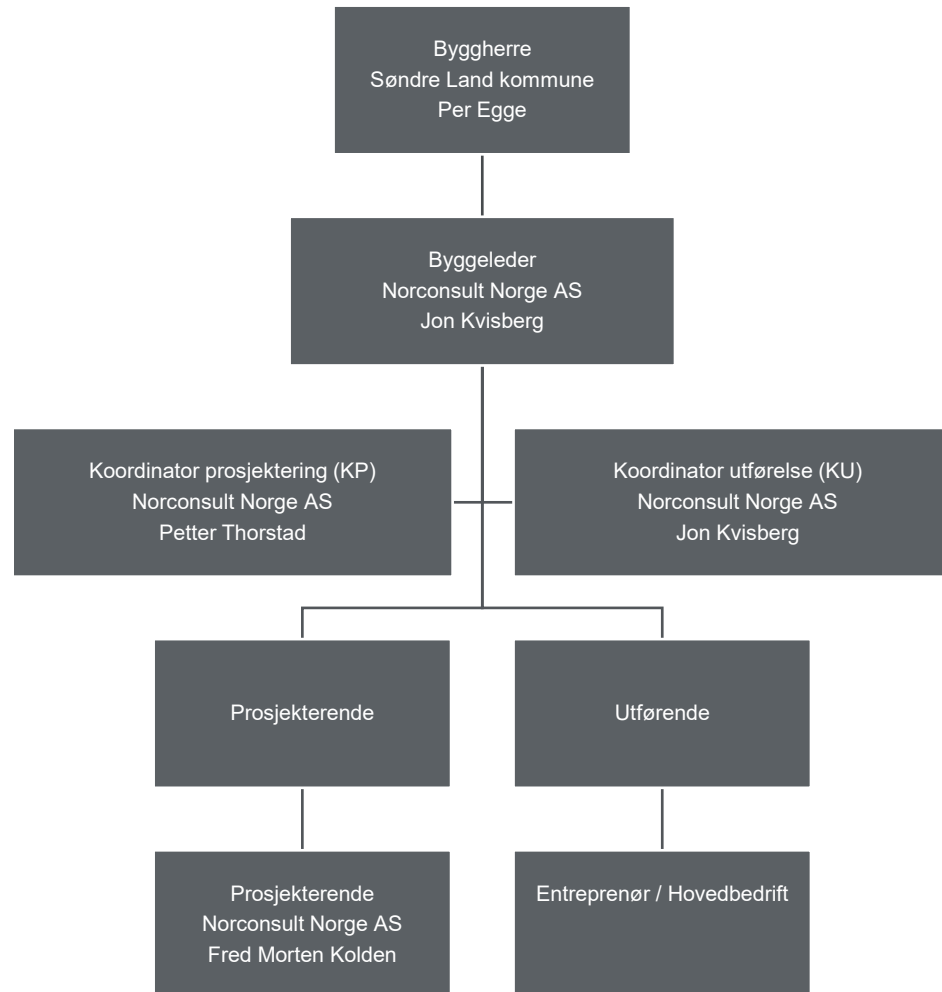 Byggherre
Søndre Land kommune
Per Egge
Byggeleder
Norconsult Norge AS
Jon Kvisberg
Koordinator prosjektering (KP)
Norconsult Norge AS
Petter Thorstad
Koordinator utførelse (KU)
Norconsult Norge AS
Jon Kvisberg
Prosjekterende
Utførende
Prosjekterende
Norconsult Norge AS
Fred Morten Kolden
Entreprenør / Hovedbedrift